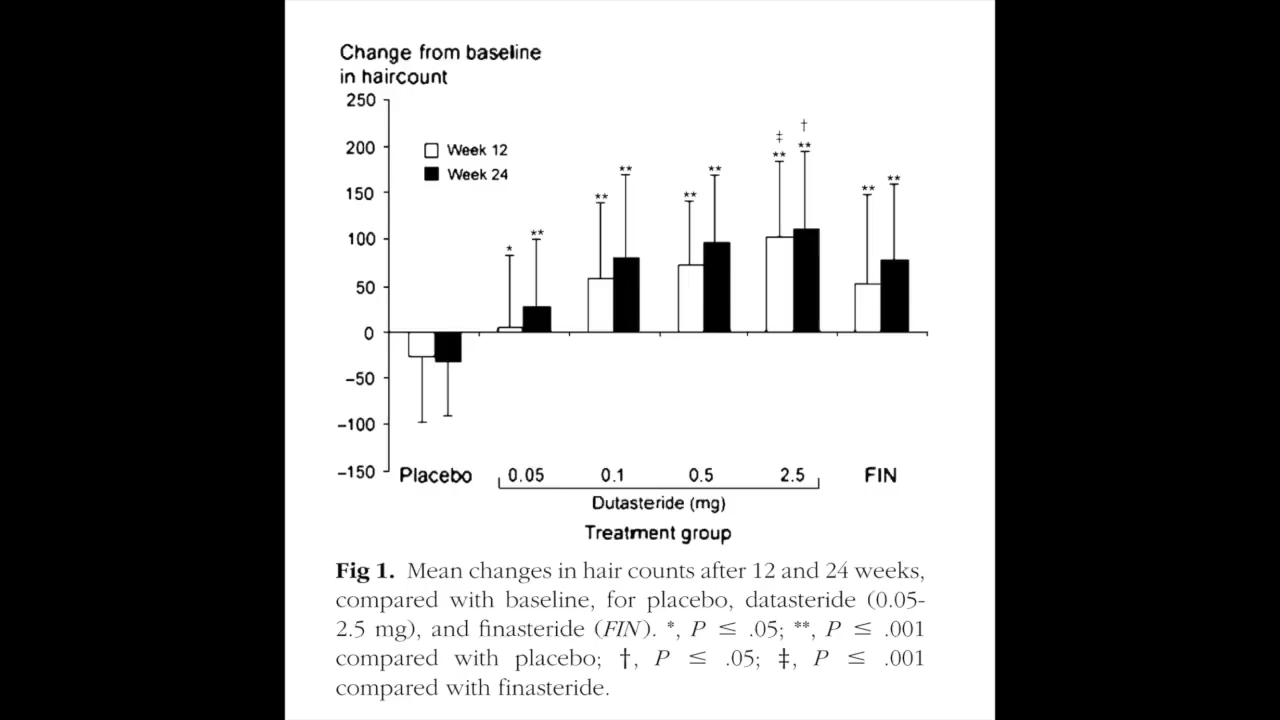 Change from baseline
in haircount
250
200
150
100
50
0
−50
−100
−150
Week 12
Week 24
*
**
**
**
**
**
‡
**
†
**
**
**
Placebo
0.05
0.1
0.5
2.5
FIN
Dutasteride (mg)
Treatment group
Fig 1. Mean changes in hair counts after 12 and 24 weeks,
compared with baseline, for placebo, datasteride (0.05-
2.5 mg), and finasteride (FIN). *, P ≤ .05; **, P ≤ .001
compared with placebo; †, P ≤ .05; ‡, P ≤ .001
compared with finasteride.